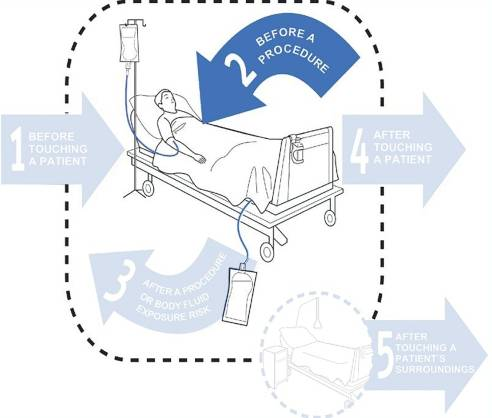 2
BEFORE A
PROCEDURE
1
BEFORE
TOUCHING
A PATIENT
4
AFTER
TOUCHING
A PATIENT
3
AFTER A PROCEDURE
OR BODY FLUID
EXPOSURE RISK
5
AFTER
TOUCHING A
PATIENT'S
SURROUNDINGS